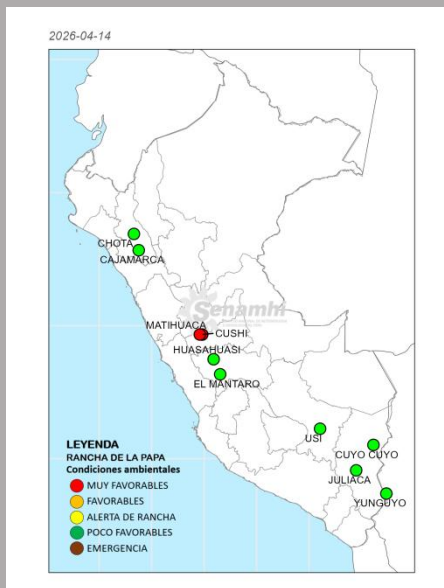 2026-04-14
CHOTA
CAJAMARCA
Senamhi
MATIHUACA
CUSHI
HUASAHUASI
EL MANTARO
USI
CUYO CUYO
JULIACA
YUNGUYO
LEYENDA
RANCHA DE LA PAPA
Condiciones ambientales
MUY FAVORABLES
FAVORABLES
ALERTA DE RANCHA
POCO FAVORABLES
EMERGENCIA